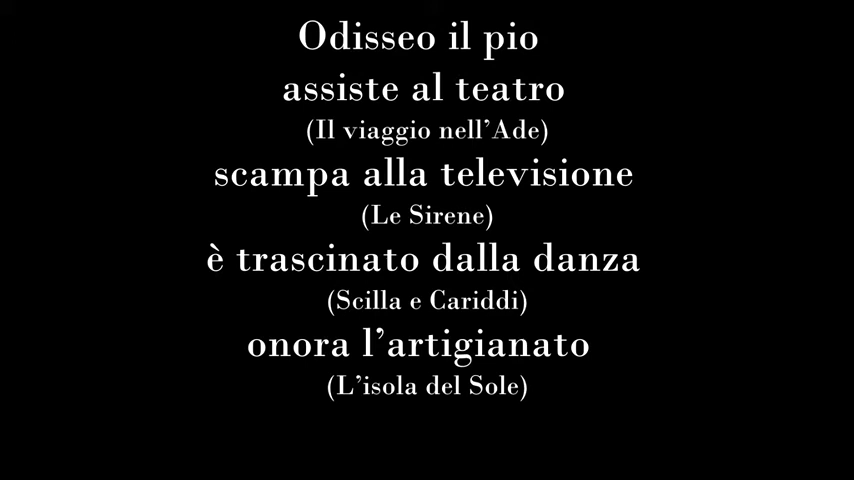 Odisseo il pio
assiste al teatro
(Il viaggio nell'Ade)
scampa alla televisione
(Le Sirene)
è trascinato dalla danza
(Scilla e Cariddi)
onora l'artigianato
(L'isola del Sole)